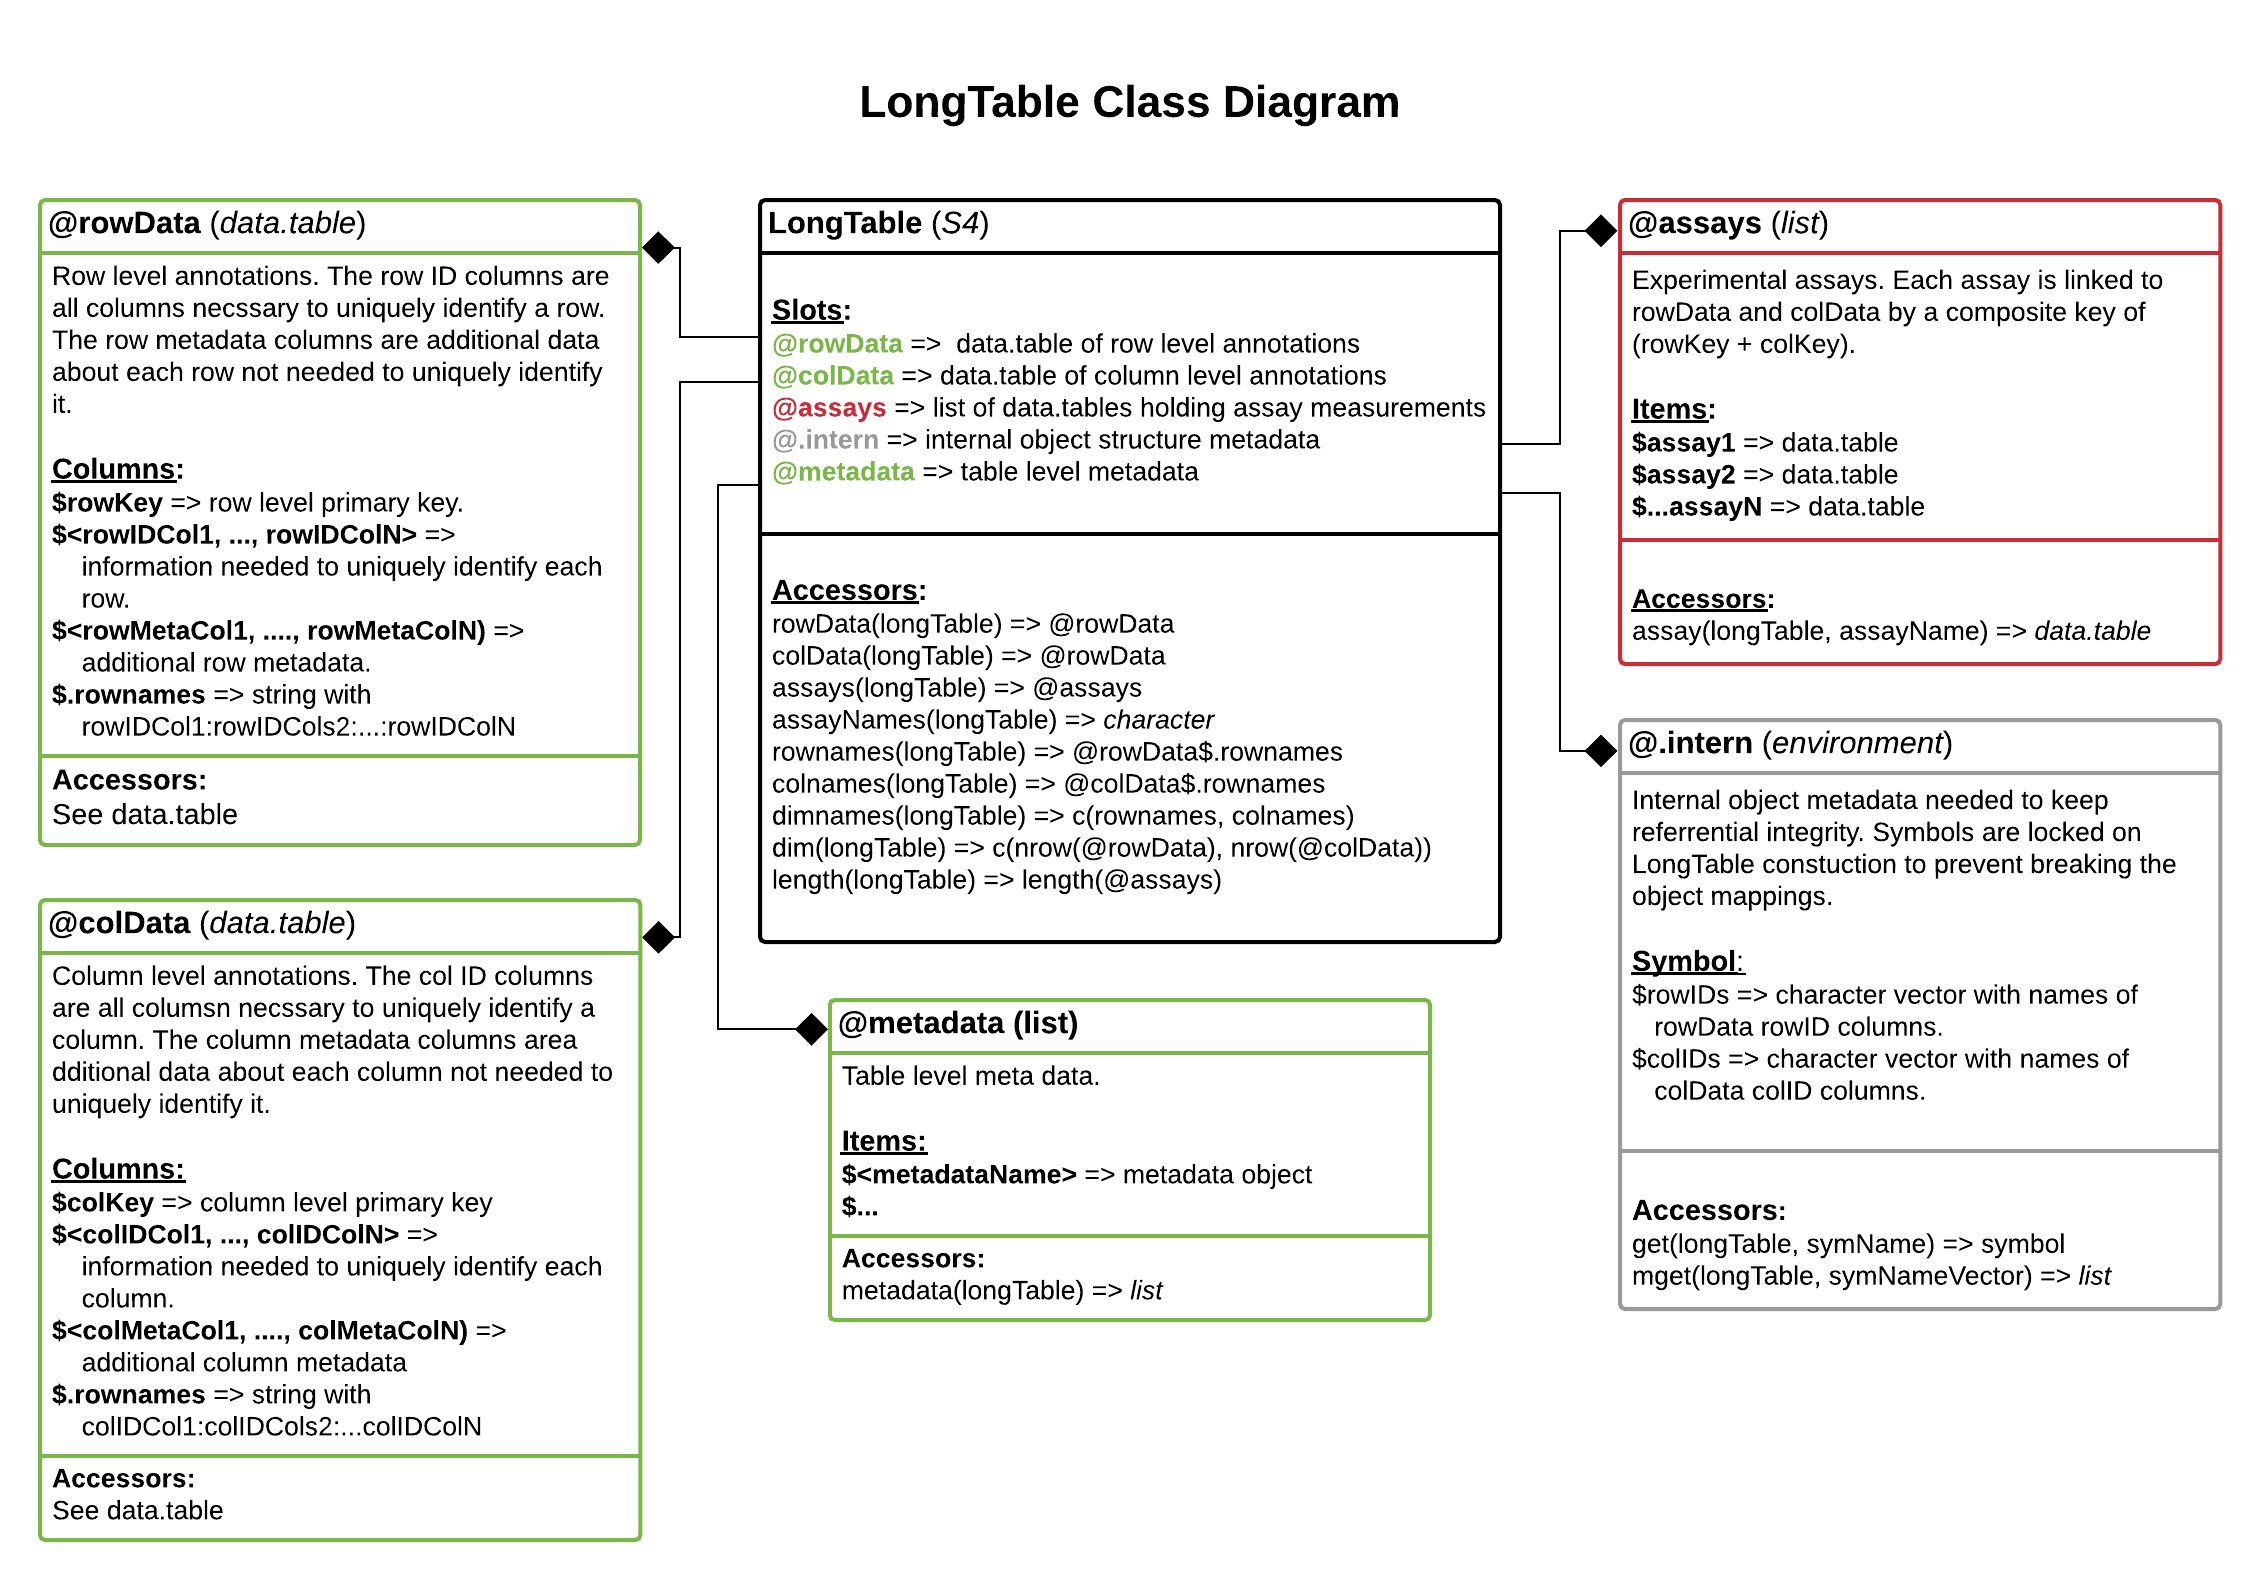 LongTable Class Diagram
@rowData (data.table)
Row level annotations. The row ID columns are
all columns necssary to uniquely identify a row.
The row metadata columns are additional data
about each row not needed to uniquely identify
it.
Columns:
$rowKey => row level primary key.
$<rowIDCol1, ..., rowIDColN> =>
information needed to uniquely identify each
row.
$<rowMetaCol1, ...., rowMetaColN) =>
additional row metadata.
$.rownames => string with
rowIDCol1:rowIDCols2:...:rowIDColN
Accessors:
See data.table
@colData (data.table)
Column level annotations. The col ID columns
are all columsn necssary to uniquely identify a
column. The column metadata columns area
dditional data about each column not needed to
uniquely identify it.
Columns:
$colKey => column level primary key
$<colIDCol1, ..., colIDColN> =>
information needed to uniquely identify each
column.
$<colMetaCol1, ...., colMetaColN) =>
additional column metadata
$.rownames => string with
colIDCol1:colIDCols2:...colIDColN
Accessors:
See data.table
LongTable (S4)
Slots:
@rowData =>  data.table of row level annotations
@colData => data.table of column level annotations
@assays => list of data.tables holding assay measurements
@.intern => internal object structure metadata
@metadata => table level metadata
Accessors:
rowData(longTable) => @rowData
colData(longTable) => @rowData
assays(longTable) => @assays
assayNames(longTable) => character
rownames(longTable) => @rowData$.rownames
colnames(longTable) => @colData$.rownames
dimnames(longTable) => c(rownames, colnames)
dim(longTable) => c(nrow(@rowData), nrow(@colData))
length(longTable) => length(@assays)
@metadata (list)
Table level meta data.
Items:
$<metadataName> => metadata object
$...
Accessors:
metadata(longTable) => list
@assays (list)
Experimental assays. Each assay is linked to
rowData and colData by a composite key of
(rowKey + colKey).
Items:
$assay1 => data.table
$assay2 => data.table
$...assayN => data.table
Accessors:
assay(longTable, assayName) => data.table
@.intern (environment)
Internal object metadata needed to keep
referrential integrity. Symbols are locked on
LongTable constuction to prevent breaking the
object mappings.
Symbol:
$rowIDs => character vector with names of
rowData rowID columns.
$colIDs => character vector with names of
colData colID columns.
Accessors:
get(longTable, symName) => symbol
mget(longTable, symNameVector) => list